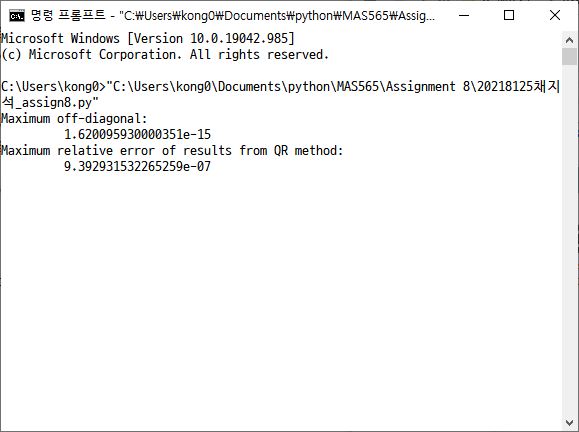 명령 프롬프트 - "C:₩Users₩kong0₩Documents₩python₩MAS565₩Assig...
Microsoft Windows [Version 10.0.19042.985]
(c) Microsoft Corporation. All rights reserved.
C:\Users\kong0>"C:\Users\kong0\Documents\python\MAS565\Assignment 8\20218125채지
석_assign8.py"
Maximum off-diagonal:
1.620095930000351e-15
Maximum relative error of results from QR method:
9.392931532265259e-07